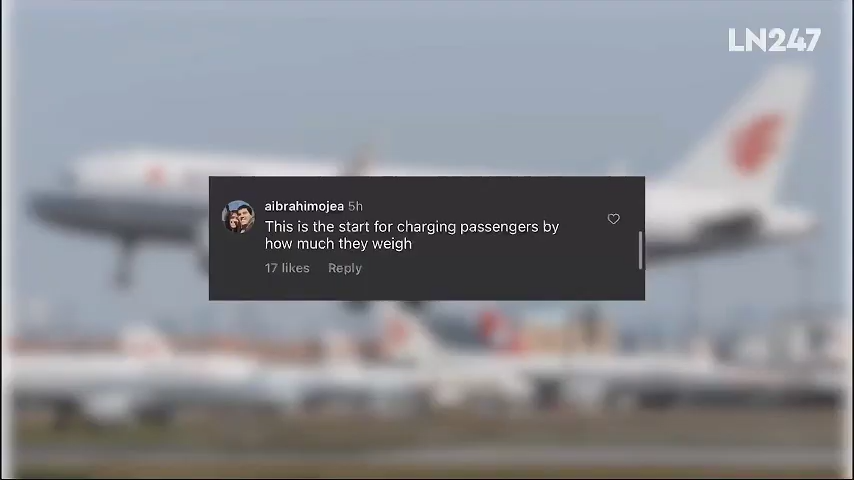 LN247
aibrahimojea 5h
This is the start for charging passengers by
how much they weigh
17 likes Reply